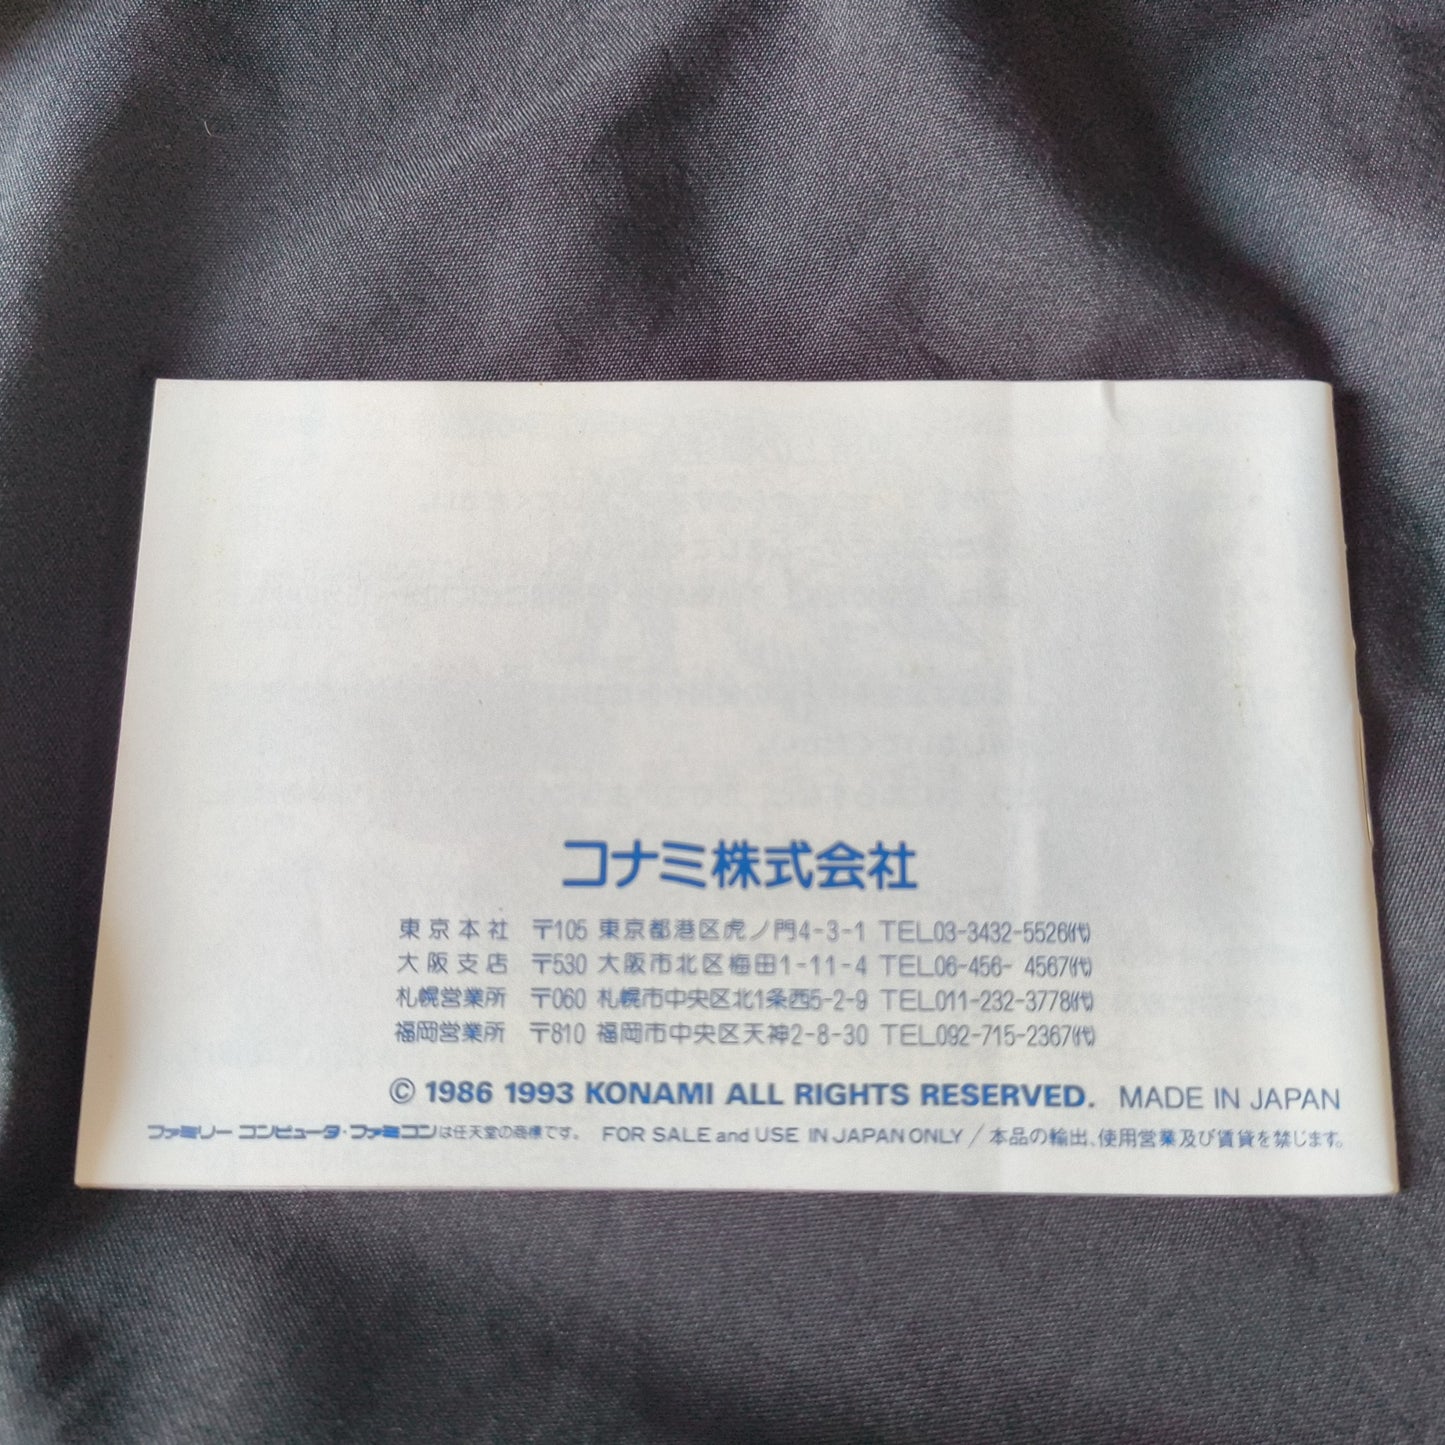 コナミ株式会社
東京本社 〒105 東京都港区虎ノ門4-3-1 TEL.03-3432-5526㈹
大阪支店 〒530 大阪市北区梅田1-11-4 TEL.06-456-4567㈹
札幌営業所 〒060 札幌市中央区北1条西5-2-9 TEL.011-232-3778㈹
福岡営業所 〒810 福岡市中央区天神2-8-30 TEL.092-715-2367㈹
© 1986 1993 KONAMI ALL RIGHTS RESERVED. MADE IN JAPAN
ファミリーコンピュータ・ファミコンは任天堂の商標です。 FOR SALE and USE IN JAPAN ONLY / 本品の輸出、使用営業及び賃貸を禁じます。